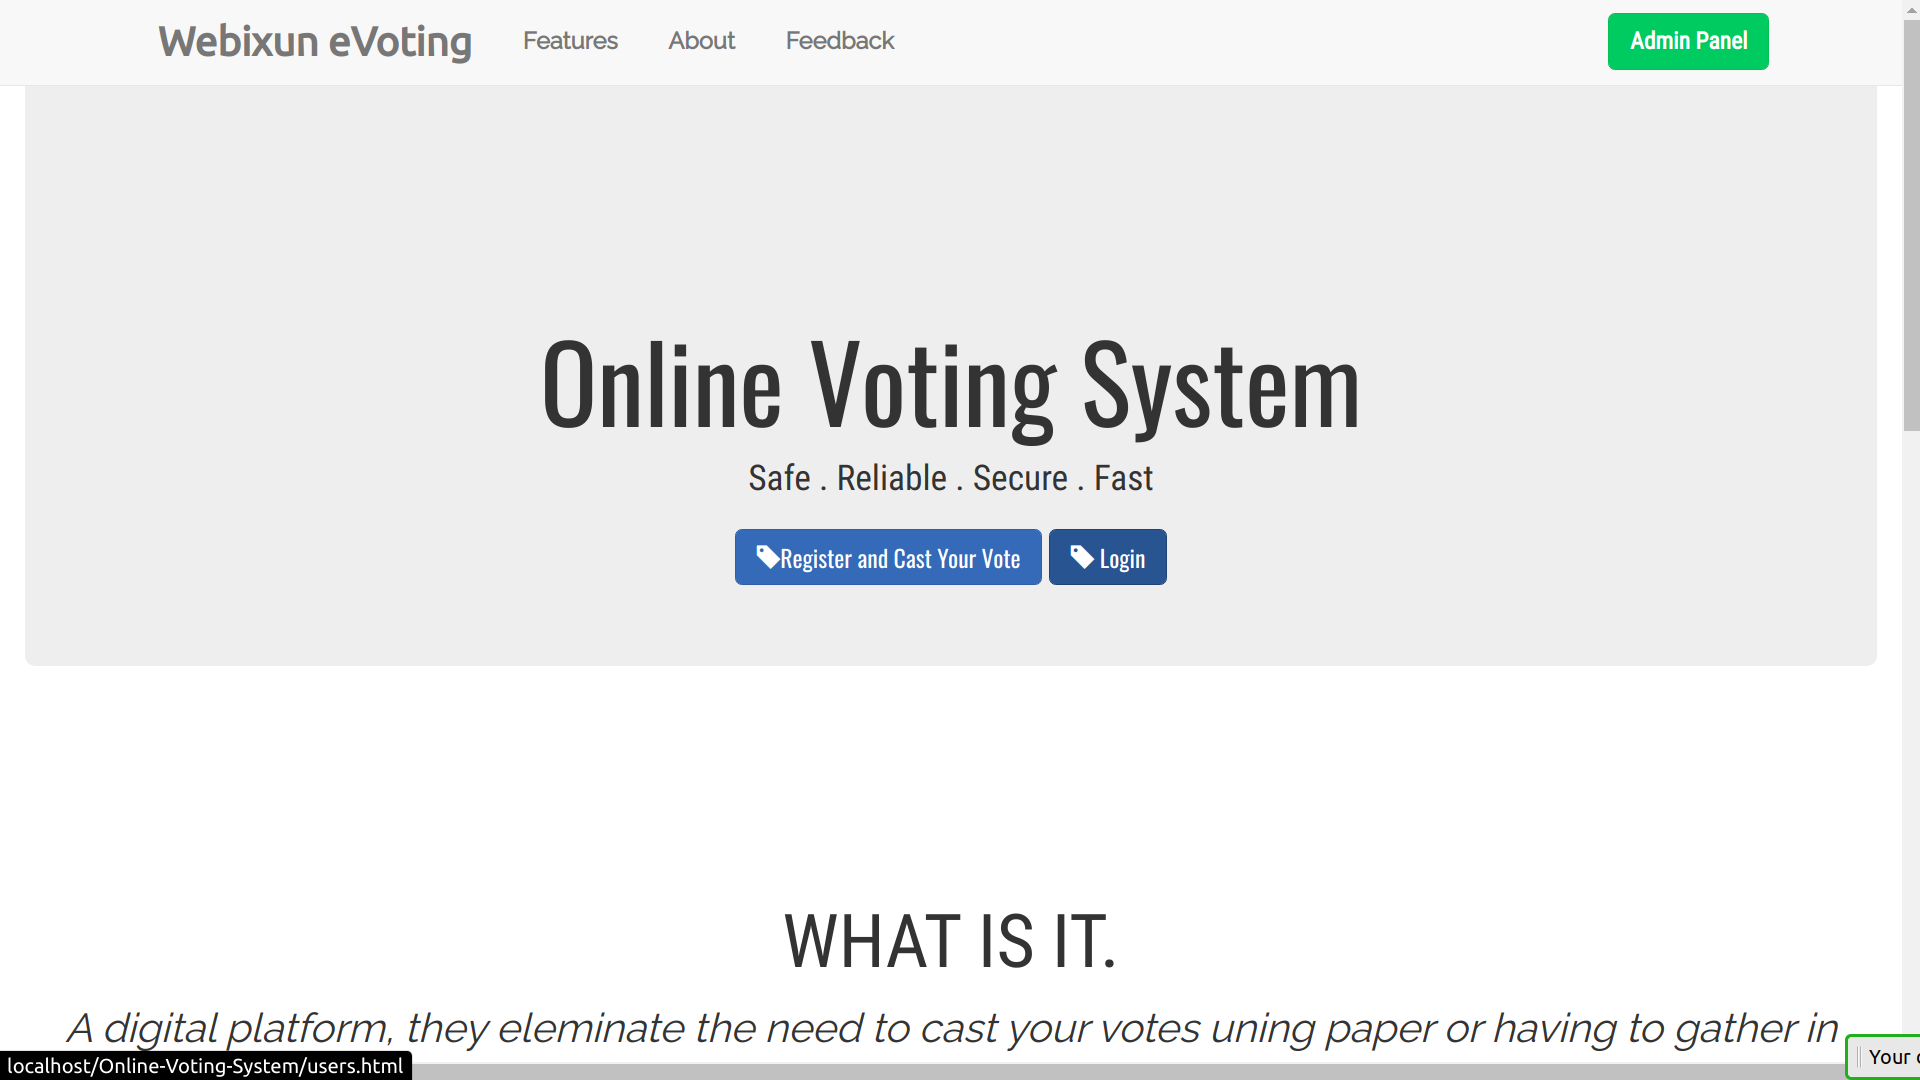 Webixun eVoting Features About Feedback Admin Panel
Online Voting System
Safe . Reliable . Secure . Fast
Register and Cast Your Vote Login
WHAT IS IT.
A digital platform, they eleminate the need to cast your votes uning paper or having to gather in
localhost/Online-Voting-System/users.html
Your